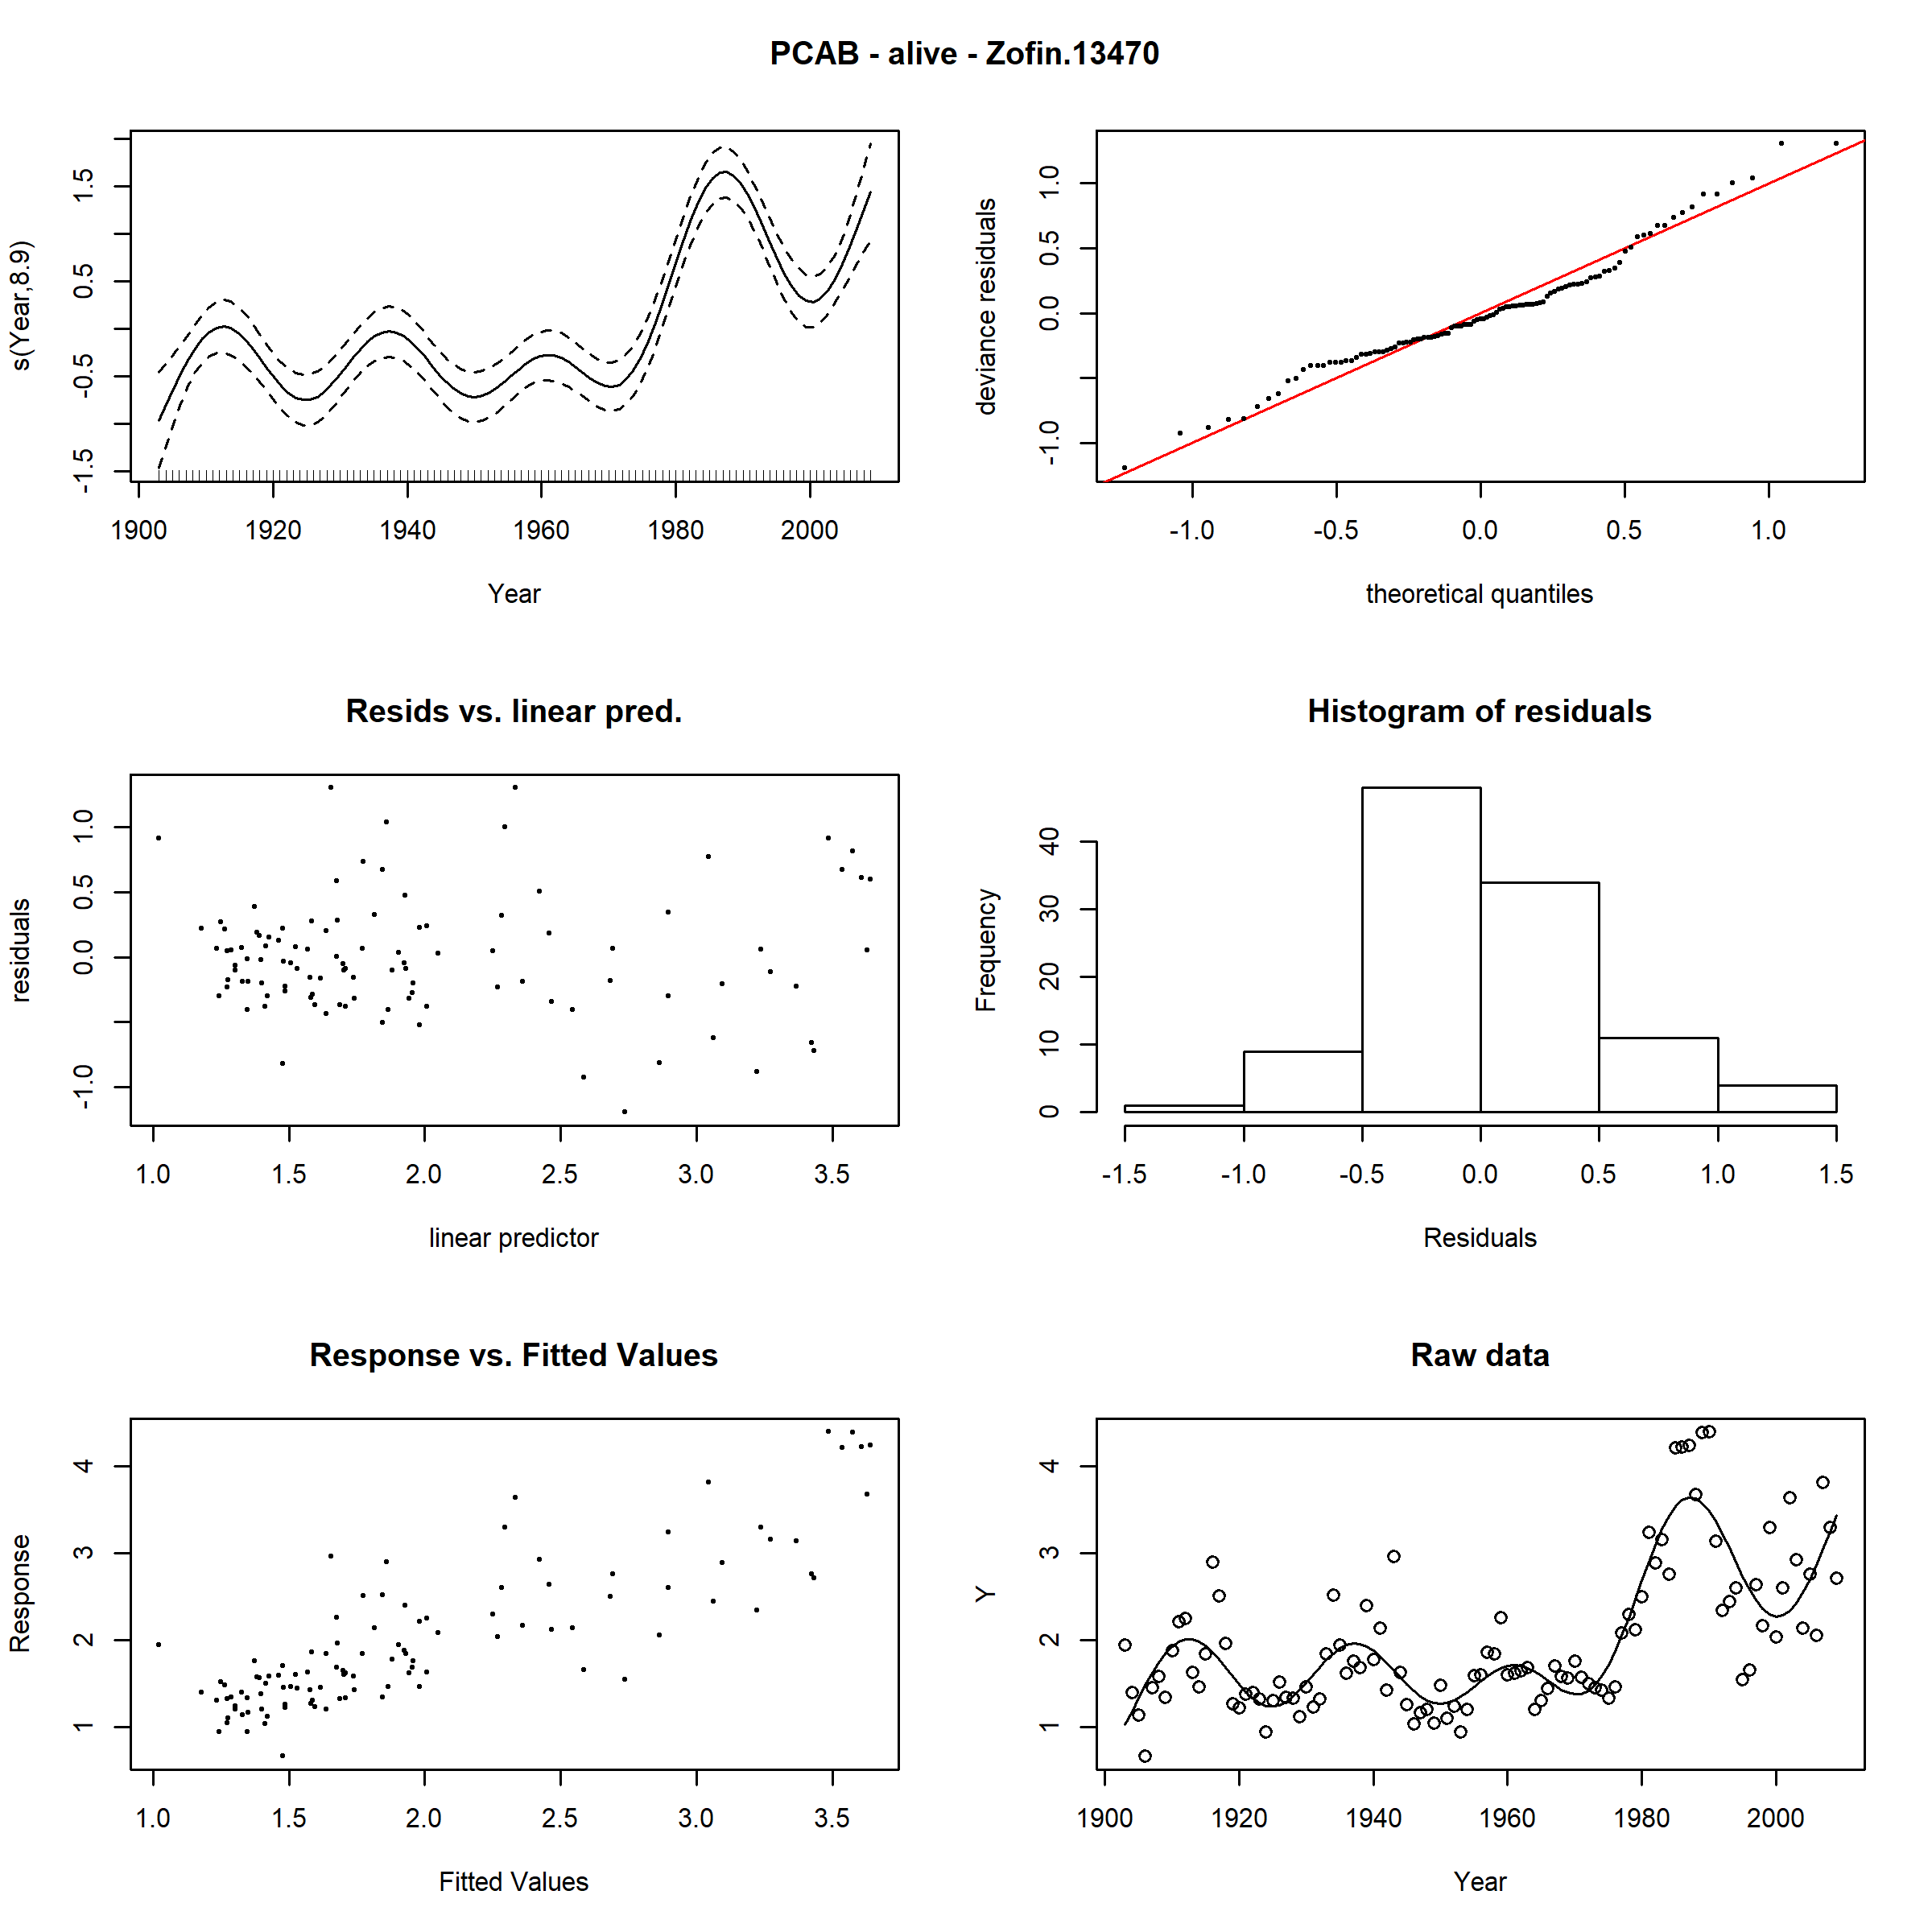 PCAB - alive - Zofin.13470
s(Year,8.9)
-1.5 -0.5 0.5 1.5
1900 1920 1940 1960 1980 2000
Year
deviance residuals
-1.0 0.0 0.5 1.0
-1.0 -0.5 0.0 0.5 1.0
theoretical quantiles
Resids vs. linear pred.
residuals
-1.0 0.0 0.5 1.0
1.0 1.5 2.0 2.5 3.0 3.5
linear predictor
Histogram of residuals
Frequency
0 10 20 30 40
-1.5 -1.0 -0.5 0.0 0.5 1.0 1.5
Residuals
Response vs. Fitted Values
Response
1 2 3 4
1.0 1.5 2.0 2.5 3.0 3.5
Fitted Values
Raw data
Y
1 2 3 4
1900 1920 1940 1960 1980 2000
Year